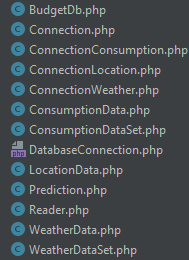 C BudgetDb.php
C Connection.php
C ConnectionConsumption.php
C ConnectionLocation.php
C ConnectionWeather.php
C ConsumptionData.php
C ConsumptionDataSet.php
php DatabaseConnection.php
C LocationData.php
C Prediction.php
C Reader.php
C WeatherData.php
C WeatherDataSet.php